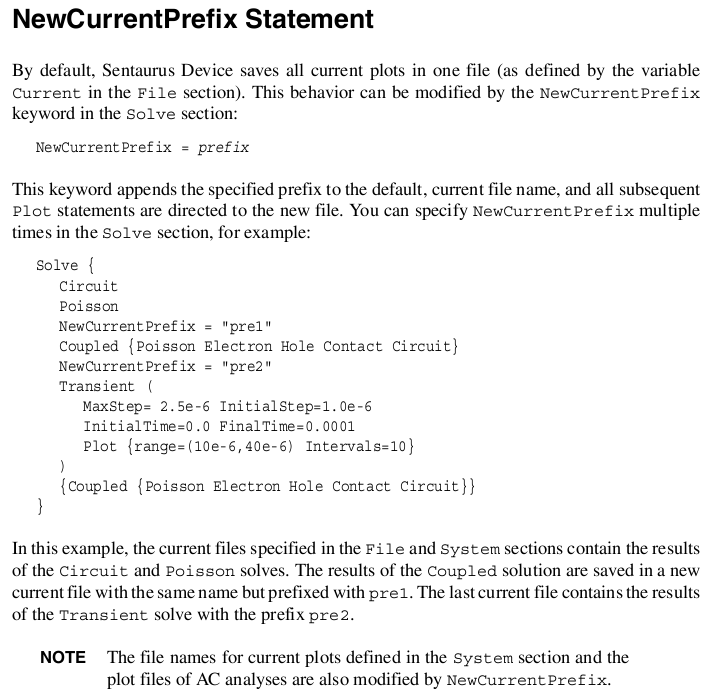 NewCurrentPrefix Statement
By default, Sentaurus Device saves all current plots in one file (as defined by the variable
Current in the File section). This behavior can be modified by the NewCurrentPrefix
keyword in the Solve section:
NewCurrentPrefix = prefix
This keyword appends the specified prefix to the default, current file name, and all subsequent
Plot statements are directed to the new file. You can specify NewCurrentPrefix multiple
times in the Solve section, for example:
Solve {
Circuit
Poisson
NewCurrentPrefix = "pre1"
Coupled {Poisson Electron Hole Contact Circuit}
NewCurrentPrefix = "pre2"
Transient (
MaxStep= 2.5e-6 InitialStep=1.0e-6
InitialTime=0.0 FinalTime=0.0001
Plot {range=(10e-6,40e-6) Intervals=10}
)
{Coupled {Poisson Electron Hole Contact Circuit}}
}
In this example, the current files specified in the File and System sections contain the results
of the Circuit and Poisson solves. The results of the Coupled solution are saved in a new
current file with the same name but prefixed with pre1. The last current file contains the results
of the Transient solve with the prefix pre2.
NOTE The file names for current plots defined in the System section and the
plot files of AC analyses are also modified by NewCurrentPrefix.